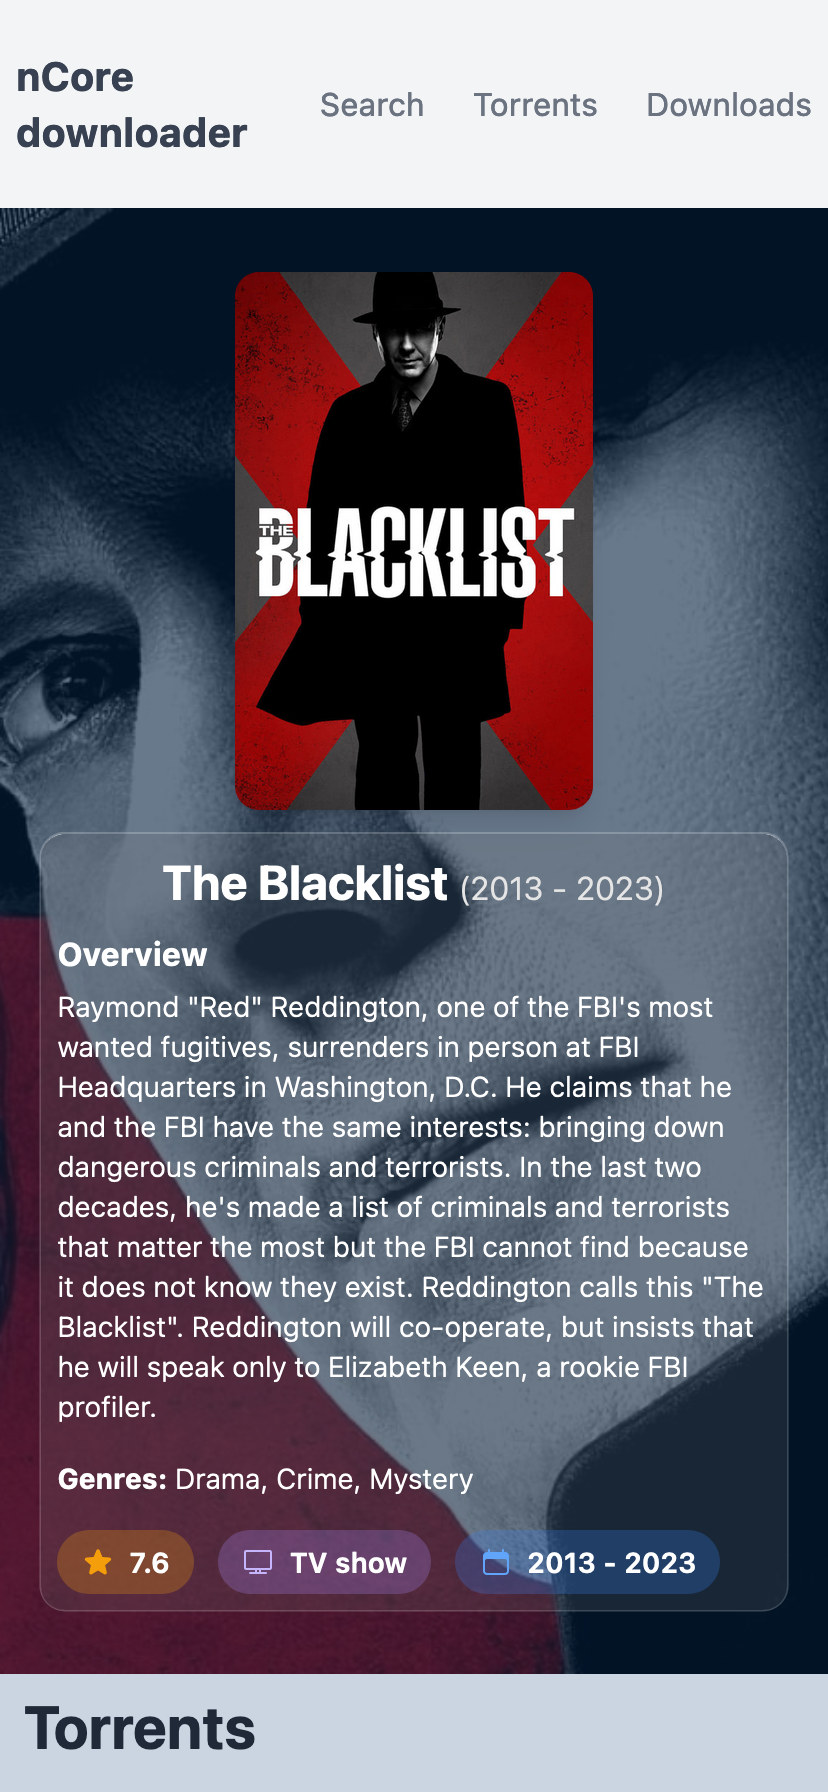 nCore
downloader
Search Torrents Downloads
THE
BLACKLIST
The Blacklist (2013 - 2023)
Overview
Raymond "Red" Reddington, one of the FBI's most
wanted fugitives, surrenders in person at FBI
Headquarters in Washington, D.C. He claims that he
and the FBI have the same interests: bringing down
dangerous criminals and terrorists. In the last two
decades, he's made a list of criminals and terrorists
that matter the most but the FBI cannot find because
it does not know they exist. Reddington calls this "The
Blacklist". Reddington will co-operate, but insists that
he will speak only to Elizabeth Keen, a rookie FBI
profiler.
Genres: Drama, Crime, Mystery
7.6 TV show 2013 - 2023
Torrents